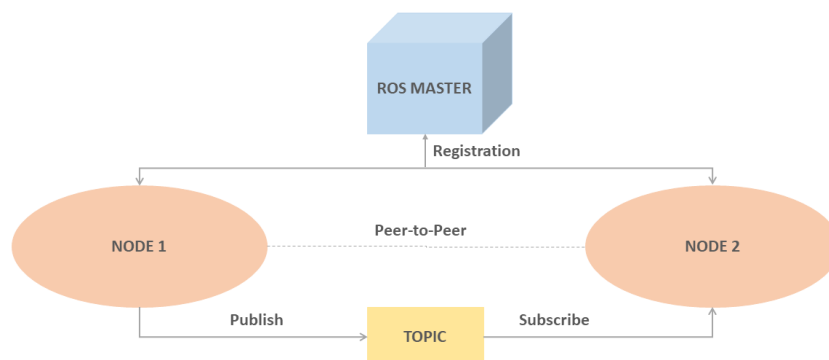 ROS MASTER
Registration
NODE 1
Peer-to-Peer
NODE 2
Publish
TOPIC
Subscribe